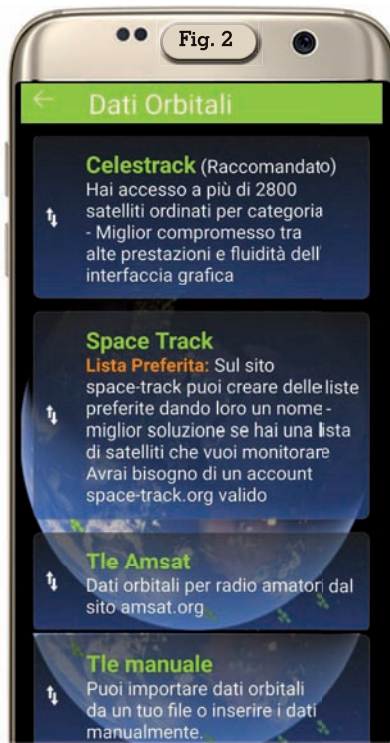 Fig. 2
Dati Orbitali
Celestrack (Raccomandato)
Hai accesso a più di 2800
satelliti ordinati per categoria
- Miglior compromesso tra
alte prestazioni e fluidità dell'
interfaccia grafica
Space Track
Lista Preferita: Sul sito
space-track puoi creare delle liste
preferite dando loro un nome -
miglior soluzione se hai una lista
di satelliti che vuoi monitorare
Avrai bisogno di un account
space-track.org valido
Tle Amsat
Dati orbitali per radio amatori dal
sito amsat.org
Tle manuale
Puoi importare dati orbitali
da un tuo file o inserire i dati
manualmente.